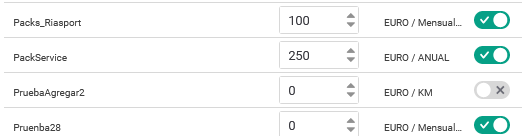 Packs_Riasport 100 EURO / Mensual...
PackService 250 EURO / ANUAL
PruebaAgregar2 0 EURO / KM
Pruenba28 0 EURO / Mensual...